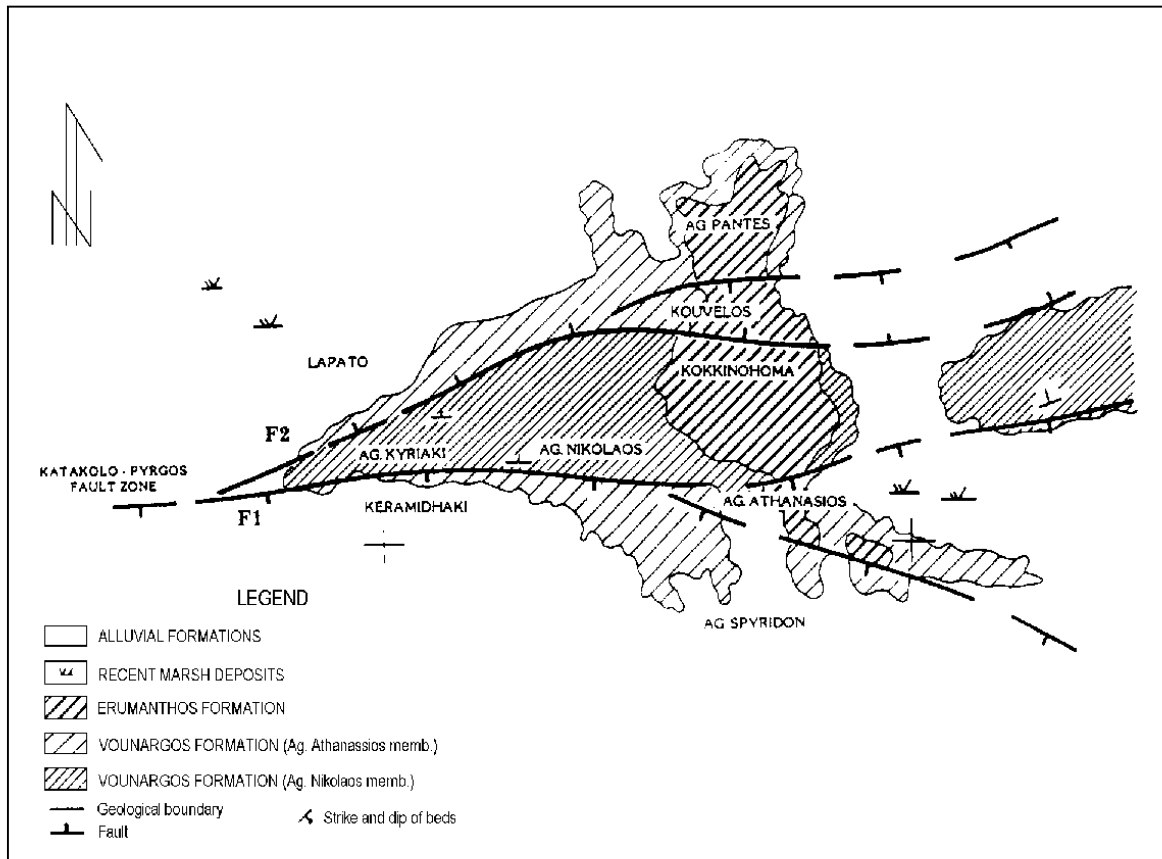 N
AG PANTES
KOUVELOS
LAPATO
KOKKINOHOMA
F2
AG. KYRIAKI
AG. NIKOLAOS
KATAKOLO - PYRGOS
FAULT ZONE
F1
KERAMIDHAKI
AG. ATHANASIOS
AG SPYRIDON
LEGEND
ALLUVIAL FORMATIONS
RECENT MARSH DEPOSITS
ERUMANTHOS FORMATION
VOUNARGOS FORMATION (Ag. Athanassios memb.)
VOUNARGOS FORMATION (Ag. Nikolaos memb.)
Geological boundary
Strike and dip of beds
Fault